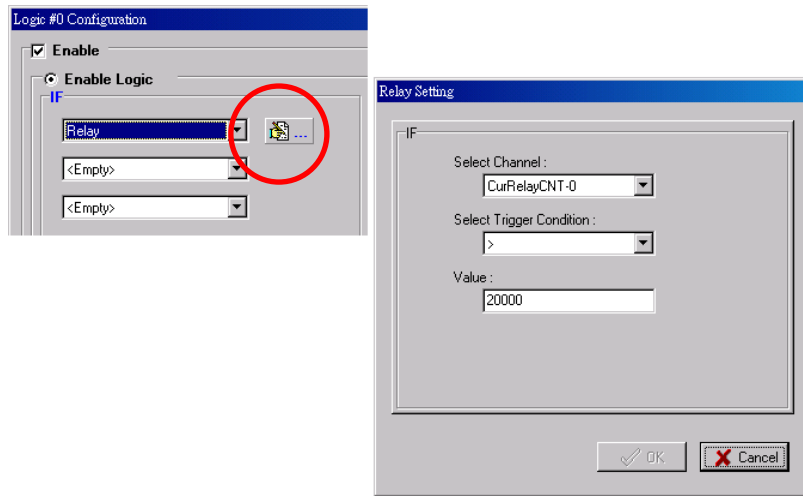 Logic #0 Configuration
Enable
Enable Logic
IF
Relay
...
<Empty>
<Empty>
Relay Setting
IF
Select Channel :
CurRelayCNT-0
Select Trigger Condition :
>
Value :
20000
OK
Cancel